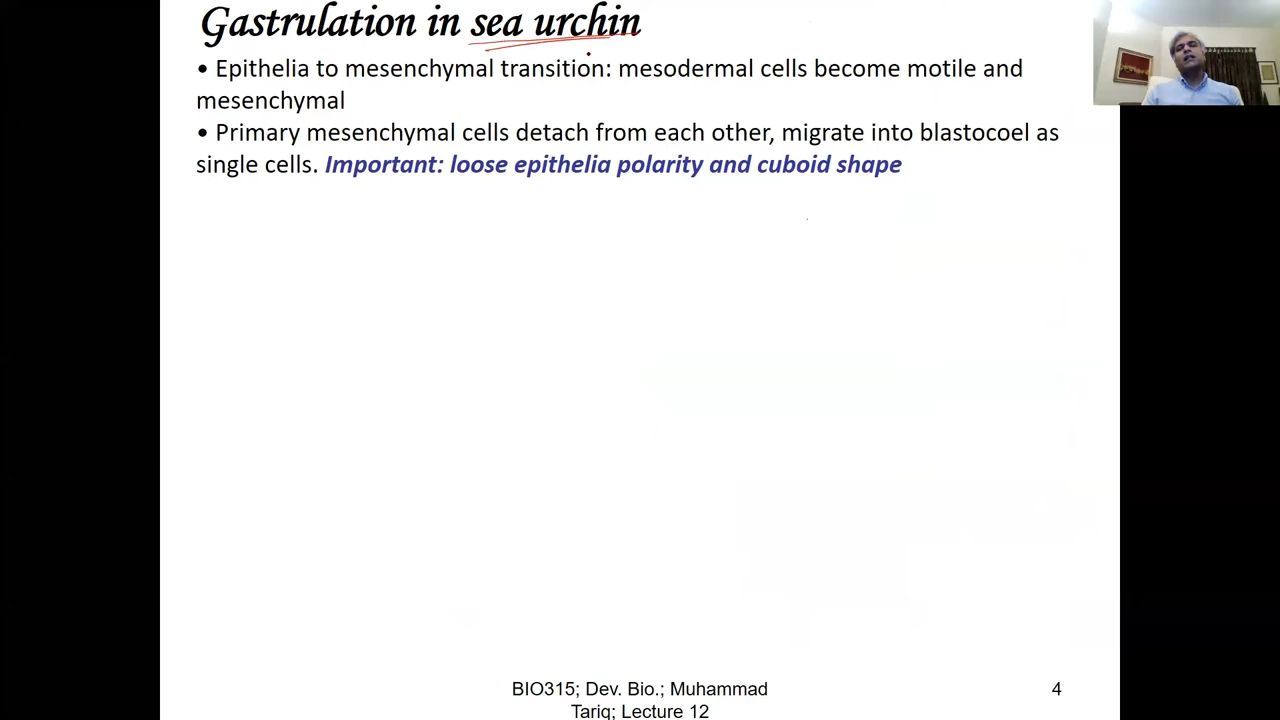 Gastrulation in sea urchin
• Epithelia to mesenchymal transition: mesodermal cells become motile and
mesenchymal
• Primary mesenchymal cells detach from each other, migrate into blastocoel as
single cells. Important: loose epithelia polarity and cuboid shape
BIO315; Dev. Bio.; Muhammad
Tariq; Lecture 12
4